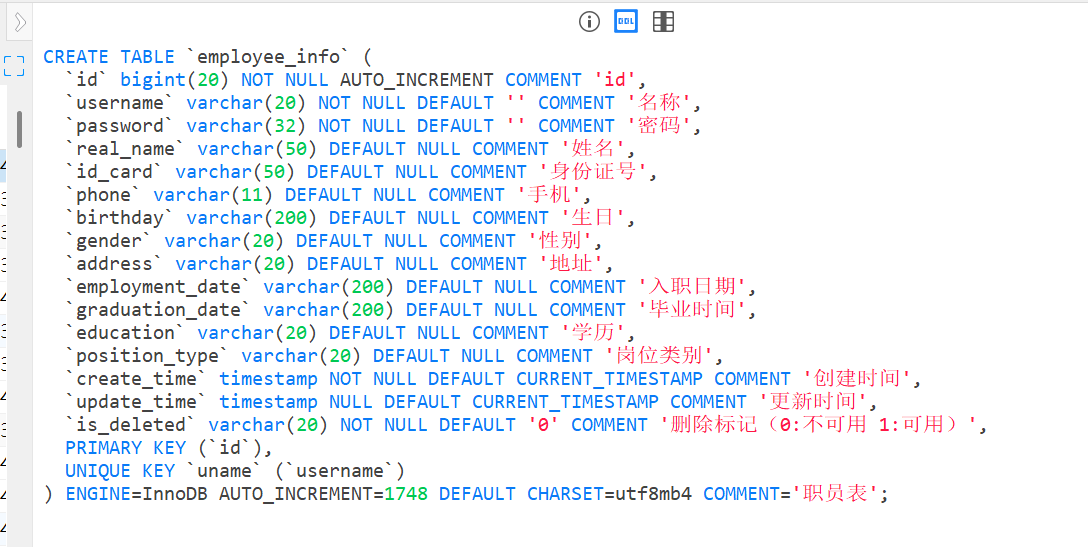 DDL
CREATE TABLE `employee_info` (
  `id` bigint(20) NOT NULL AUTO_INCREMENT COMMENT 'id',
  `username` varchar(20) NOT NULL DEFAULT '' COMMENT '名称',
  `password` varchar(32) NOT NULL DEFAULT '' COMMENT '密码',
  `real_name` varchar(50) DEFAULT NULL COMMENT '姓名',
  `id_card` varchar(50) DEFAULT NULL COMMENT '身份证号',
  `phone` varchar(11) DEFAULT NULL COMMENT '手机',
  `birthday` varchar(200) DEFAULT NULL COMMENT '生日',
  `gender` varchar(20) DEFAULT NULL COMMENT '性别',
  `address` varchar(20) DEFAULT NULL COMMENT '地址',
  `employment_date` varchar(200) DEFAULT NULL COMMENT '入职日期',
  `graduation_date` varchar(200) DEFAULT NULL COMMENT '毕业时间',
  `education` varchar(20) DEFAULT NULL COMMENT '学历',
  `position_type` varchar(20) DEFAULT NULL COMMENT '岗位类别',
  `create_time` timestamp NOT NULL DEFAULT CURRENT_TIMESTAMP COMMENT '创建时间',
  `update_time` timestamp NULL DEFAULT CURRENT_TIMESTAMP COMMENT '更新时间',
  `is_deleted` varchar(20) NOT NULL DEFAULT '0' COMMENT '删除标记（0:不可用 1:可用）',
  PRIMARY KEY (`id`),
  UNIQUE KEY `uname` (`username`)
) ENGINE=InnoDB AUTO_INCREMENT=1748 DEFAULT CHARSET=utf8mb4 COMMENT='职员表';